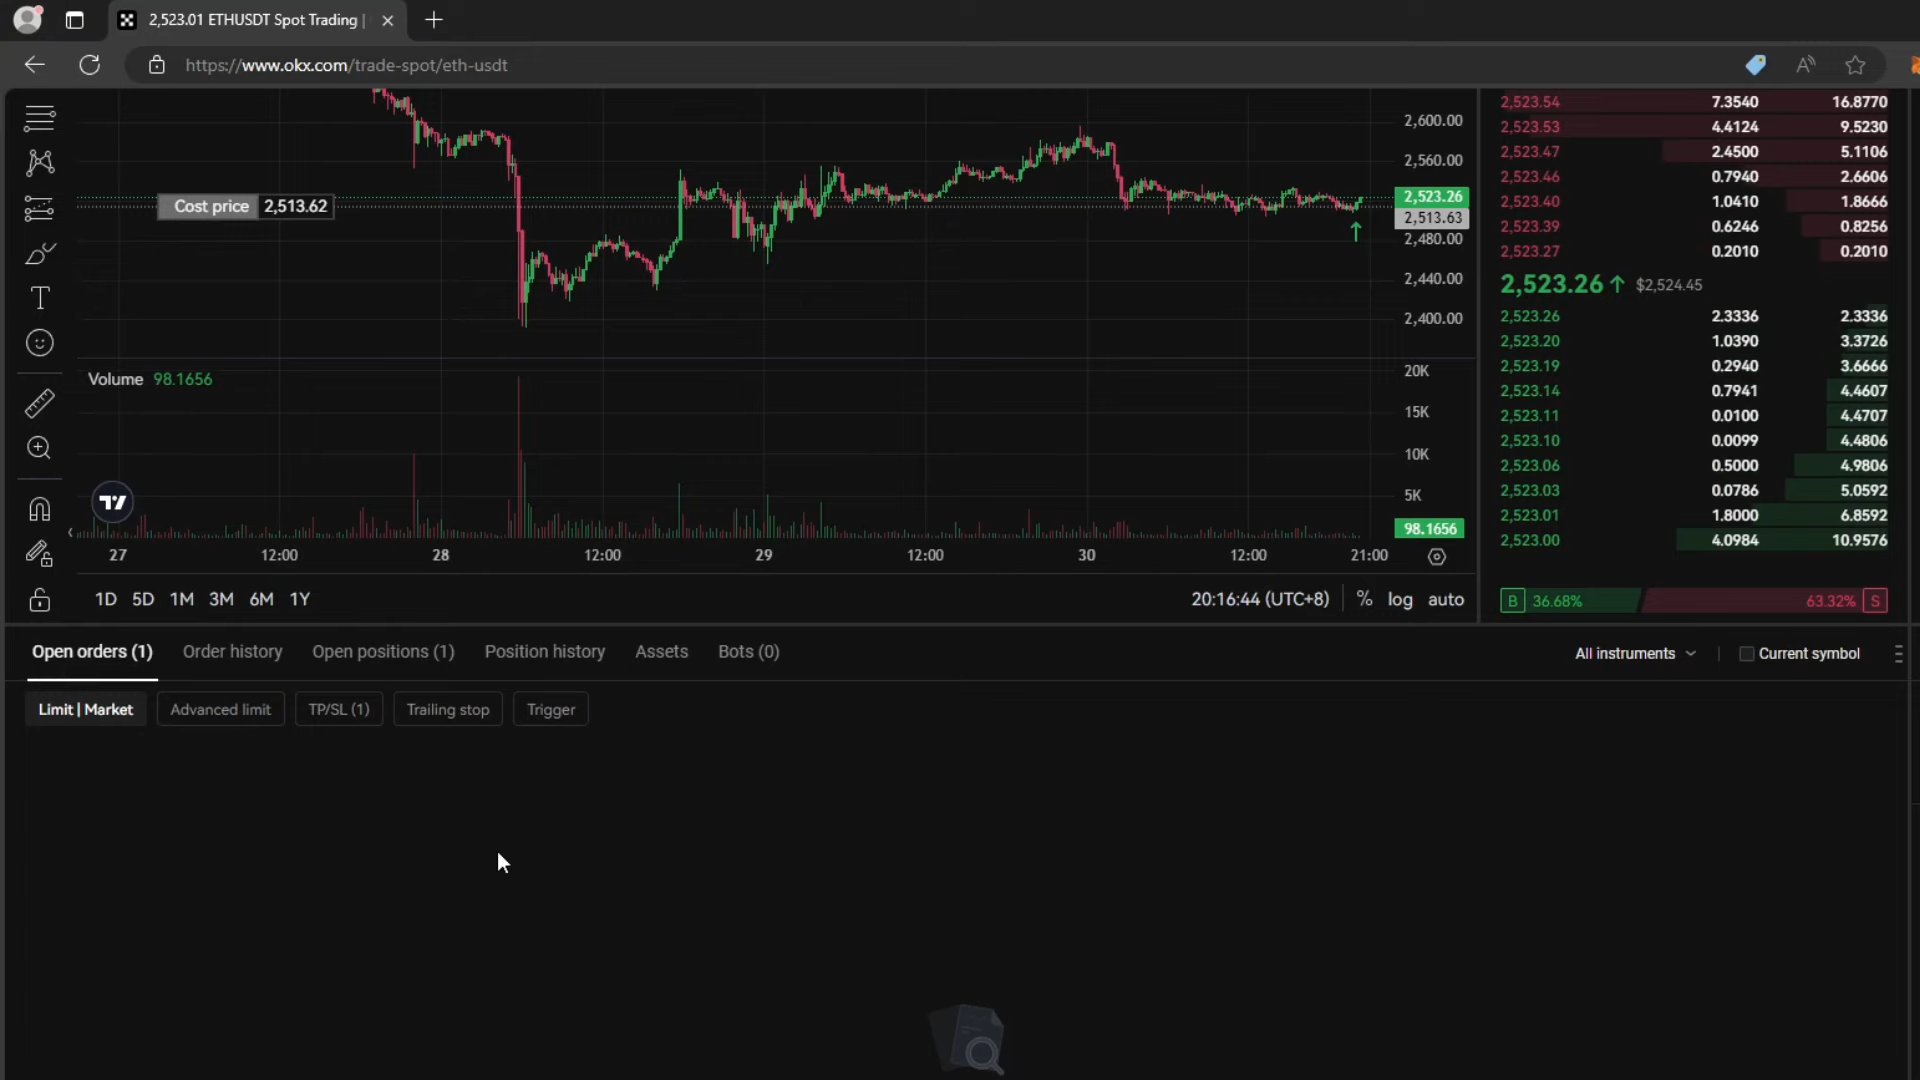 2,523.01 ETHUSDT Spot Trading |
https://www.okx.com/trade-spot/eth-usdt
2,600.00
2,560.00
2,523.26
2,513.63
2,480.00
2,440.00
2,400.00
Cost price 2,513.62
Volume 98.1656
20K
15K
10K
5K
98.1656
27 12:00 28 12:00 29 12:00 30 12:00 21:00
1D 5D 1M 3M 6M 1Y 20:16:44 (UTC+8) % log auto
2,523.54 7.3540 16.8770
2,523.53 4.4124 9.5230
2,523.47 2.4500 5.1106
2,523.46 0.7940 2.6606
2,523.40 1.0410 1.8666
2,523.39 0.6246 0.8256
2,523.27 0.2010 0.2010
2,523.26↑ $2,524.45
2,523.26 2.3336 2.3336
2,523.20 1.0390 3.3726
2,523.19 0.2940 3.6666
2,523.14 0.7941 4.4607
2,523.11 0.0100 4.4707
2,523.10 0.0099 4.4806
2,523.06 0.5000 4.9806
2,523.03 0.0786 5.0592
2,523.01 1.8000 6.8592
2,523.00 4.0984 10.9576
B 36.68% 63.32% S
Open orders (1) Order history Open positions (1) Position history Assets Bots (0) All instruments | Current symbol
Limit | Market Advanced limit TP/SL (1) Trailing stop Trigger